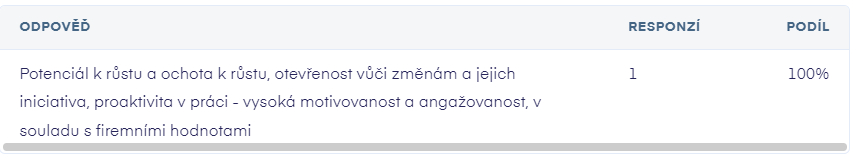 ODPOVĚĎ RESPONZÍ PODÍL
Potenciál k růstu a ochota k růstu, otevřenost vůči změnám a jejich 1 100%
iniciativa, proaktivita v práci - vysoká motivovanost a angažovanost, v
souladu s firemními hodnotami